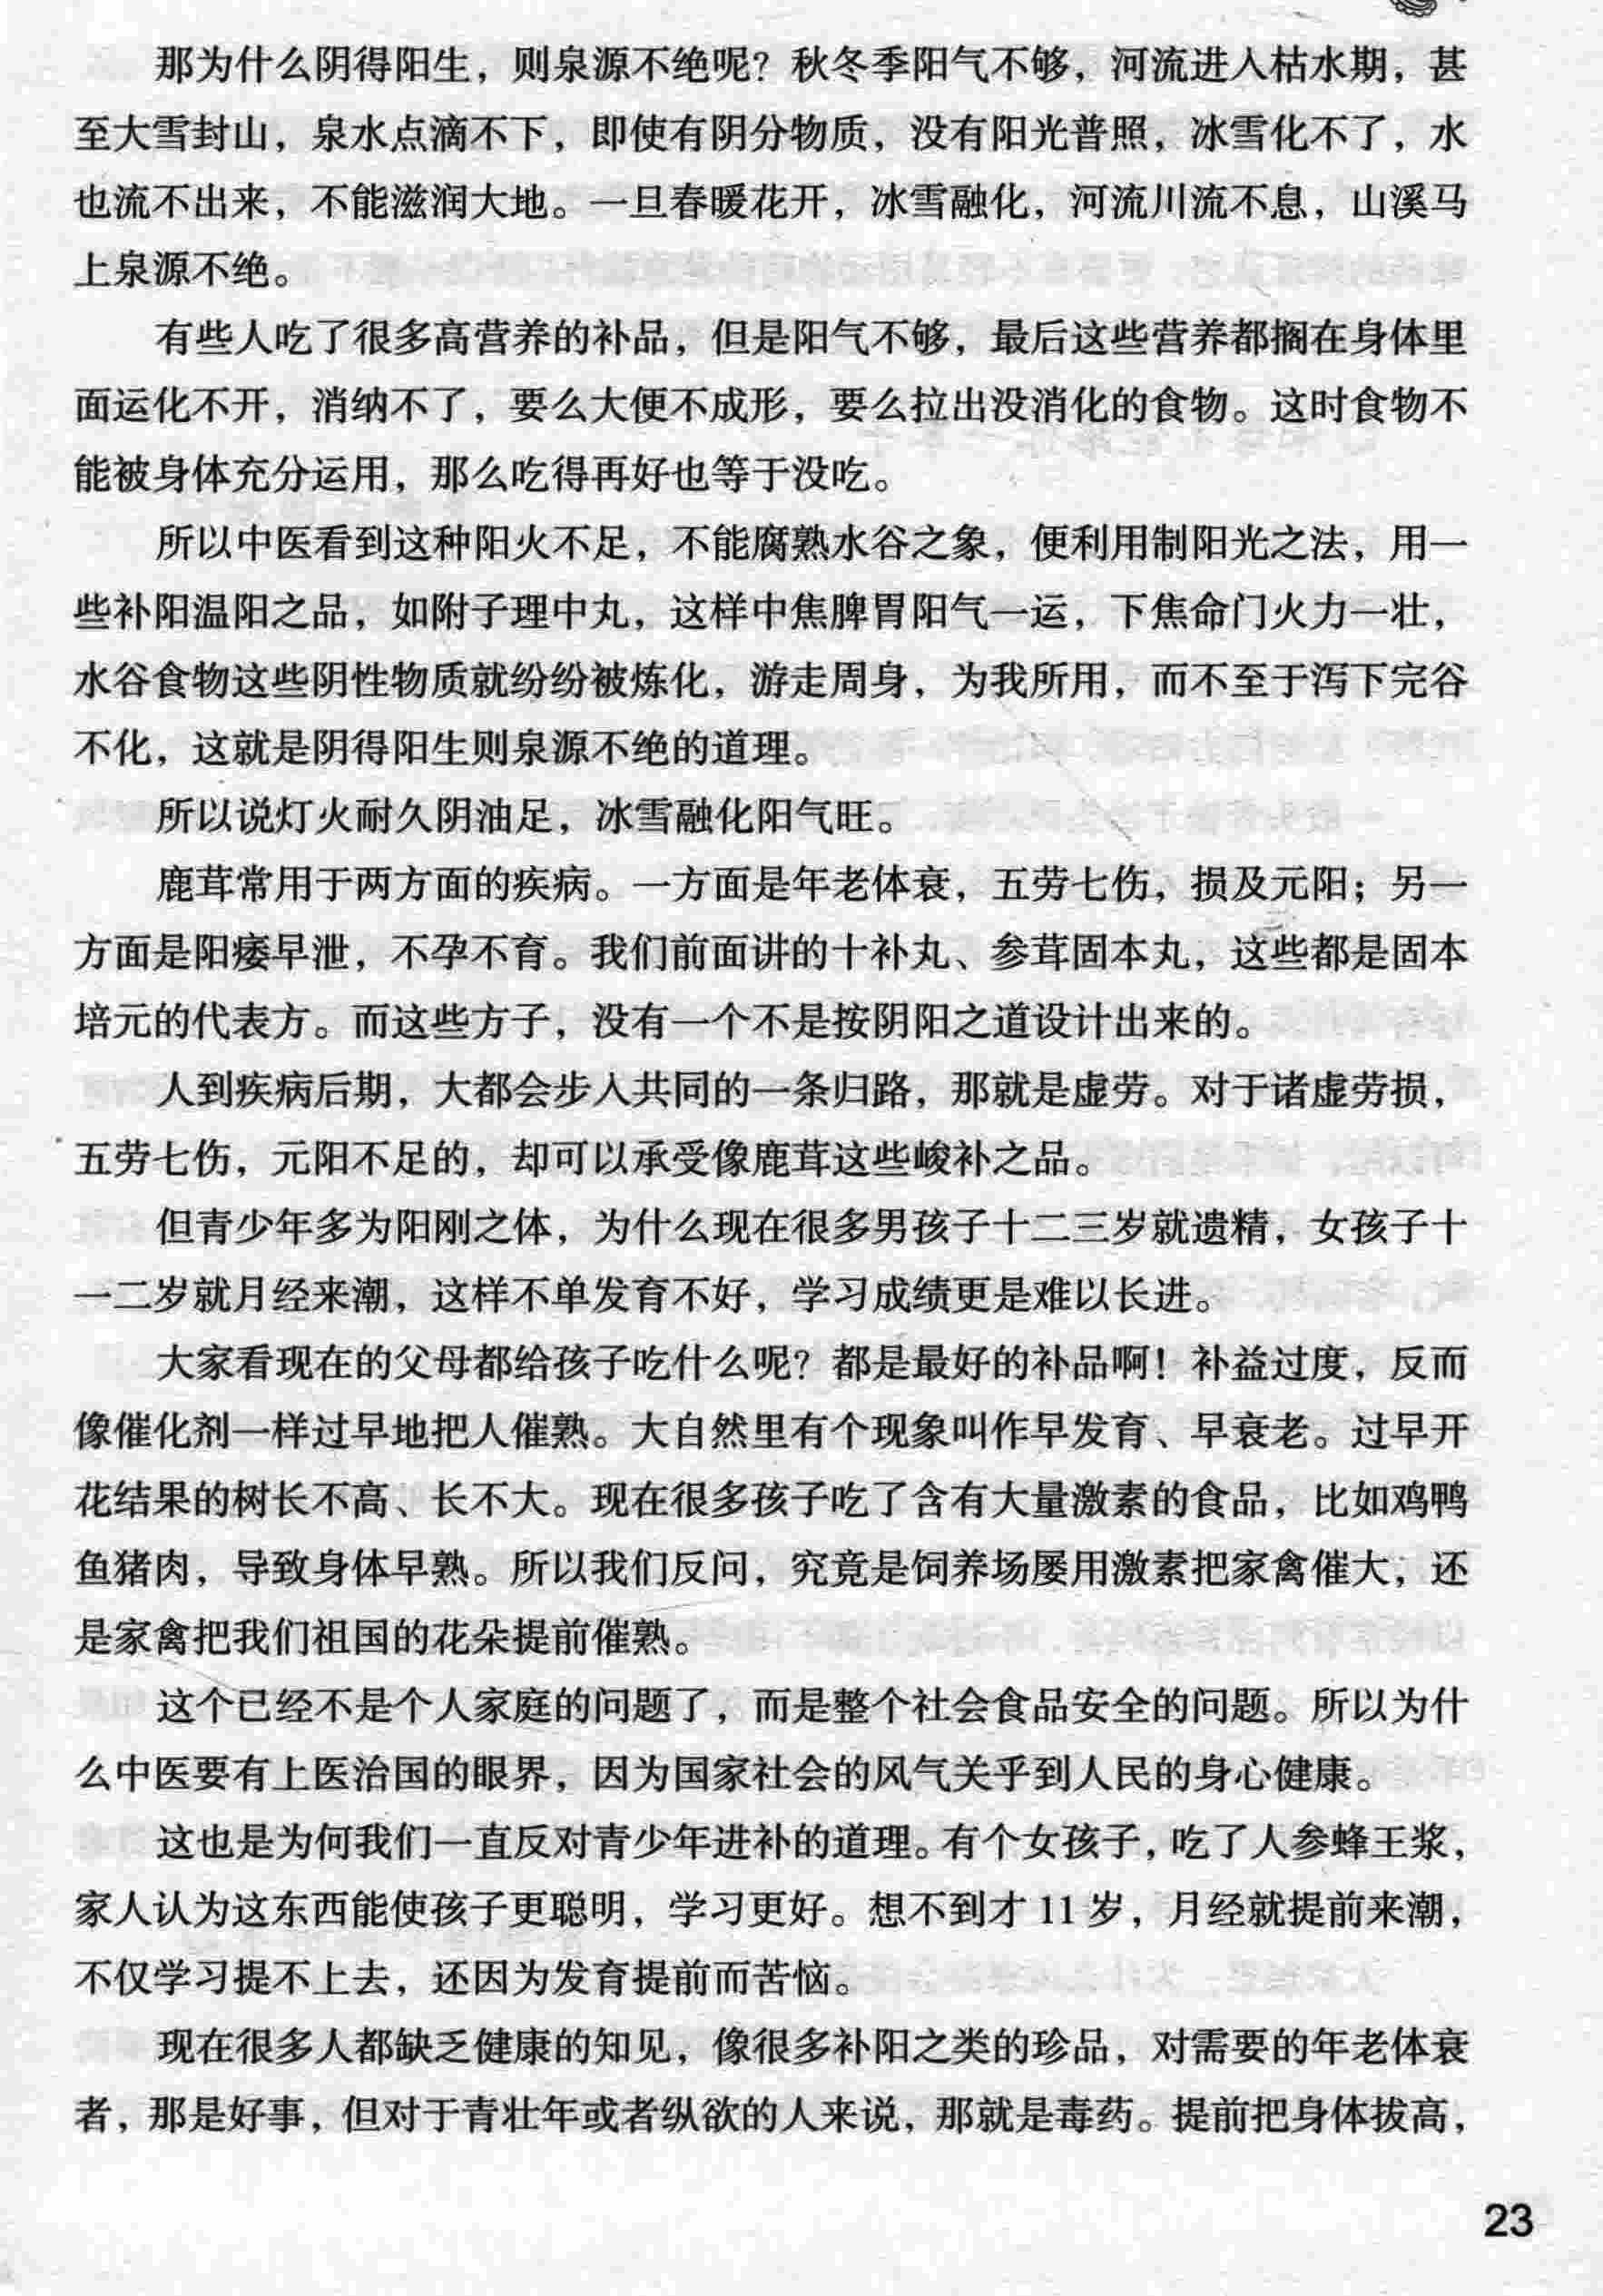 那为什么阴得阳生，则泉源不绝呢？秋冬季阳气不够，河流进入枯水期，甚
至大雪封山，泉水点滴不下，即使有阴分物质，没有阳光普照，冰雪化不了，水
也流不出来，不能滋润大地。一旦春暖花开，冰雪融化，河流川流不息，山溪马
上泉源不绝。
有些人吃了很多高营养的补品，但是阳气不够，最后这些营养都搁在身体里
面运化不开，消纳不了，要么大便不成形，要么拉出没消化的食物。这时食物不
能被身体充分运用，那么吃得再好也等于没吃。
所以中医看到这种阳火不足，不能腐熟水谷之象，便利用制阳光之法，用一
些补阳温阳之品，如附子理中丸，这样中焦脾胃阳气一运，下焦命门火力一壮，
水谷食物这些阴性物质就纷纷被炼化，游走周身，为我所用，而不至于泻下完谷
不化，这就是阴得阳生则泉源不绝的道理。
所以说灯火耐久阴油足，冰雪融化阳气旺。
鹿茸常用于两方面的疾病。一方面是年老体衰，五劳七伤，损及元阳；另一
方面是阳痿早泄，不孕不育。我们前面讲的十补丸、参茸固本丸，这些都是固本
培元的代表方。而这些方子，没有一个不是按阴阳之道设计出来的。
人到疾病后期，大都会步入共同的一条归路，那就是虚劳。对于诸虚劳损，
五劳七伤，元阳不足的，却可以承受像鹿茸这些峻补之品。
但青少年多为阳刚之体，为什么现在很多男孩子十二三岁就遗精，女孩子十
一二岁就月经来潮，这样不单发育不好，学习成绩更是难以长进。
大家看现在的父母都给孩子吃什么呢？都是最好的补品啊！补益过度，反而
像催化剂一样过早地把人催熟。大自然里有个现象叫作早发育、早衰老。过早开
花结果的树长不高、长不大。现在很多孩子吃了含有大量激素的食品，比如鸡鸭
鱼猪肉，导致身体早熟。所以我们反问，究竟是饲养场屡用激素把家禽催大，还
是家禽把我们祖国的花朵提前催熟。
这个已经不是个人家庭的问题了，而是整个社会食品安全的问题。所以为什
么中医要有上医治国的眼界，因为国家社会的风气关乎到人民的身心健康。
这也是为何我们一直反对青少年进补的道理。有个女孩子，吃了人参蜂王浆，
家人认为这东西能使孩子更聪明，学习更好。想不到才 11 岁，月经就提前来潮，
不仅学习提不上去，还因为发育提前而苦恼。
现在很多人都缺乏健康的知见，像很多补阳之类的珍品，对需要的年老体衰
者，那是好事，但对于青壮年或者纵欲的人来说，那就是毒药。提前把身体拔高，
23